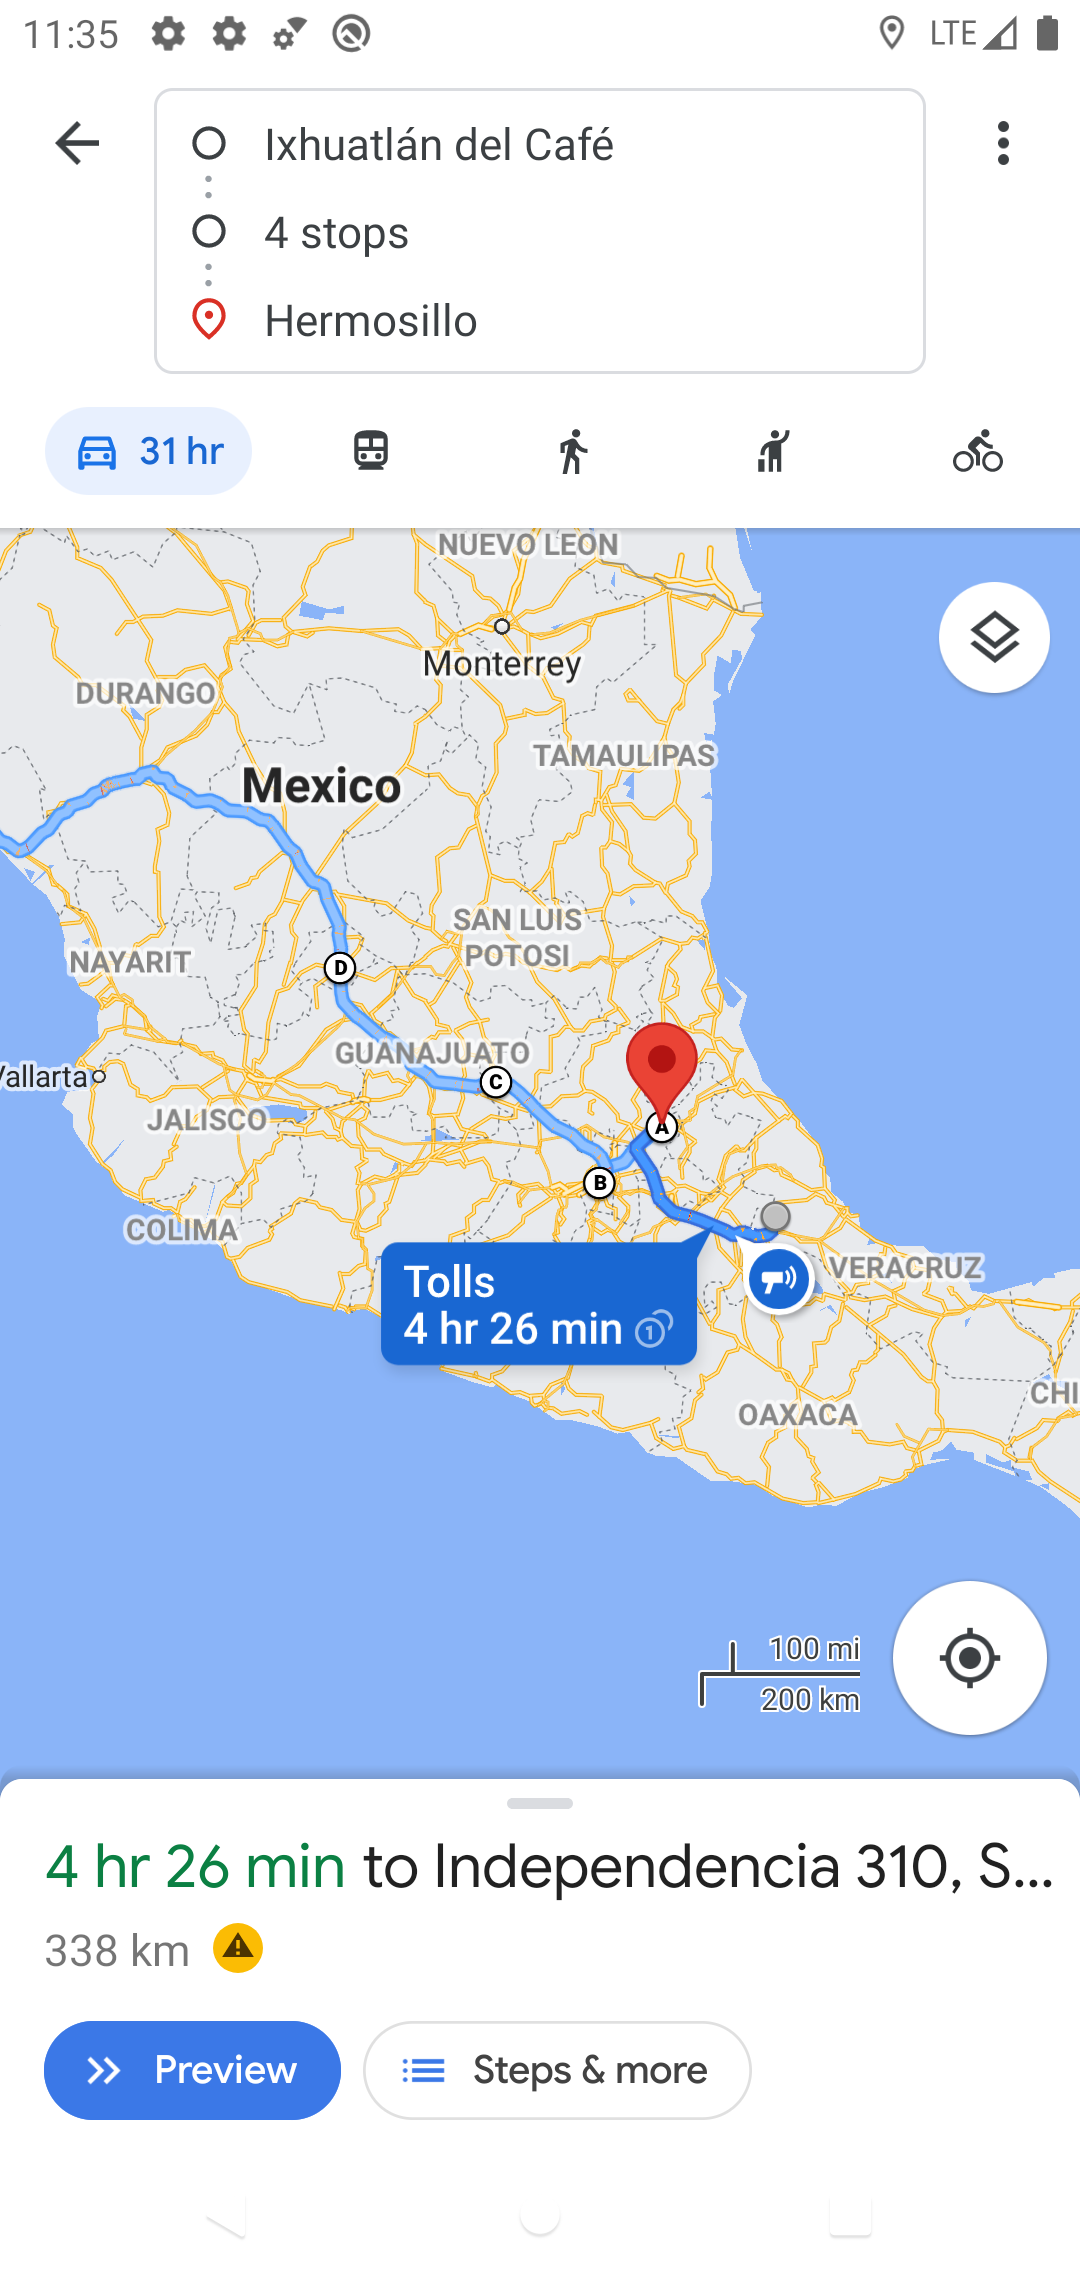 11:35
LTE
Ixhuatlán del Café
4 stops
Hermosillo
31 hr
NUEVO LEON
Monterrey
DURANGO
TAMAULIPAS
Mexico
SAN LUIS
POTOSI
NAYARIT
D
GUANAJUATO
C
Vallarta
JALISCO
A
B
COLIMA
VERACRUZ
Tolls
4 hr 26 min
1
CHI
OAXACA
100 mi
200 km
4 hr 26 min to Independencia 310, S...
338 km
Preview
Steps & more